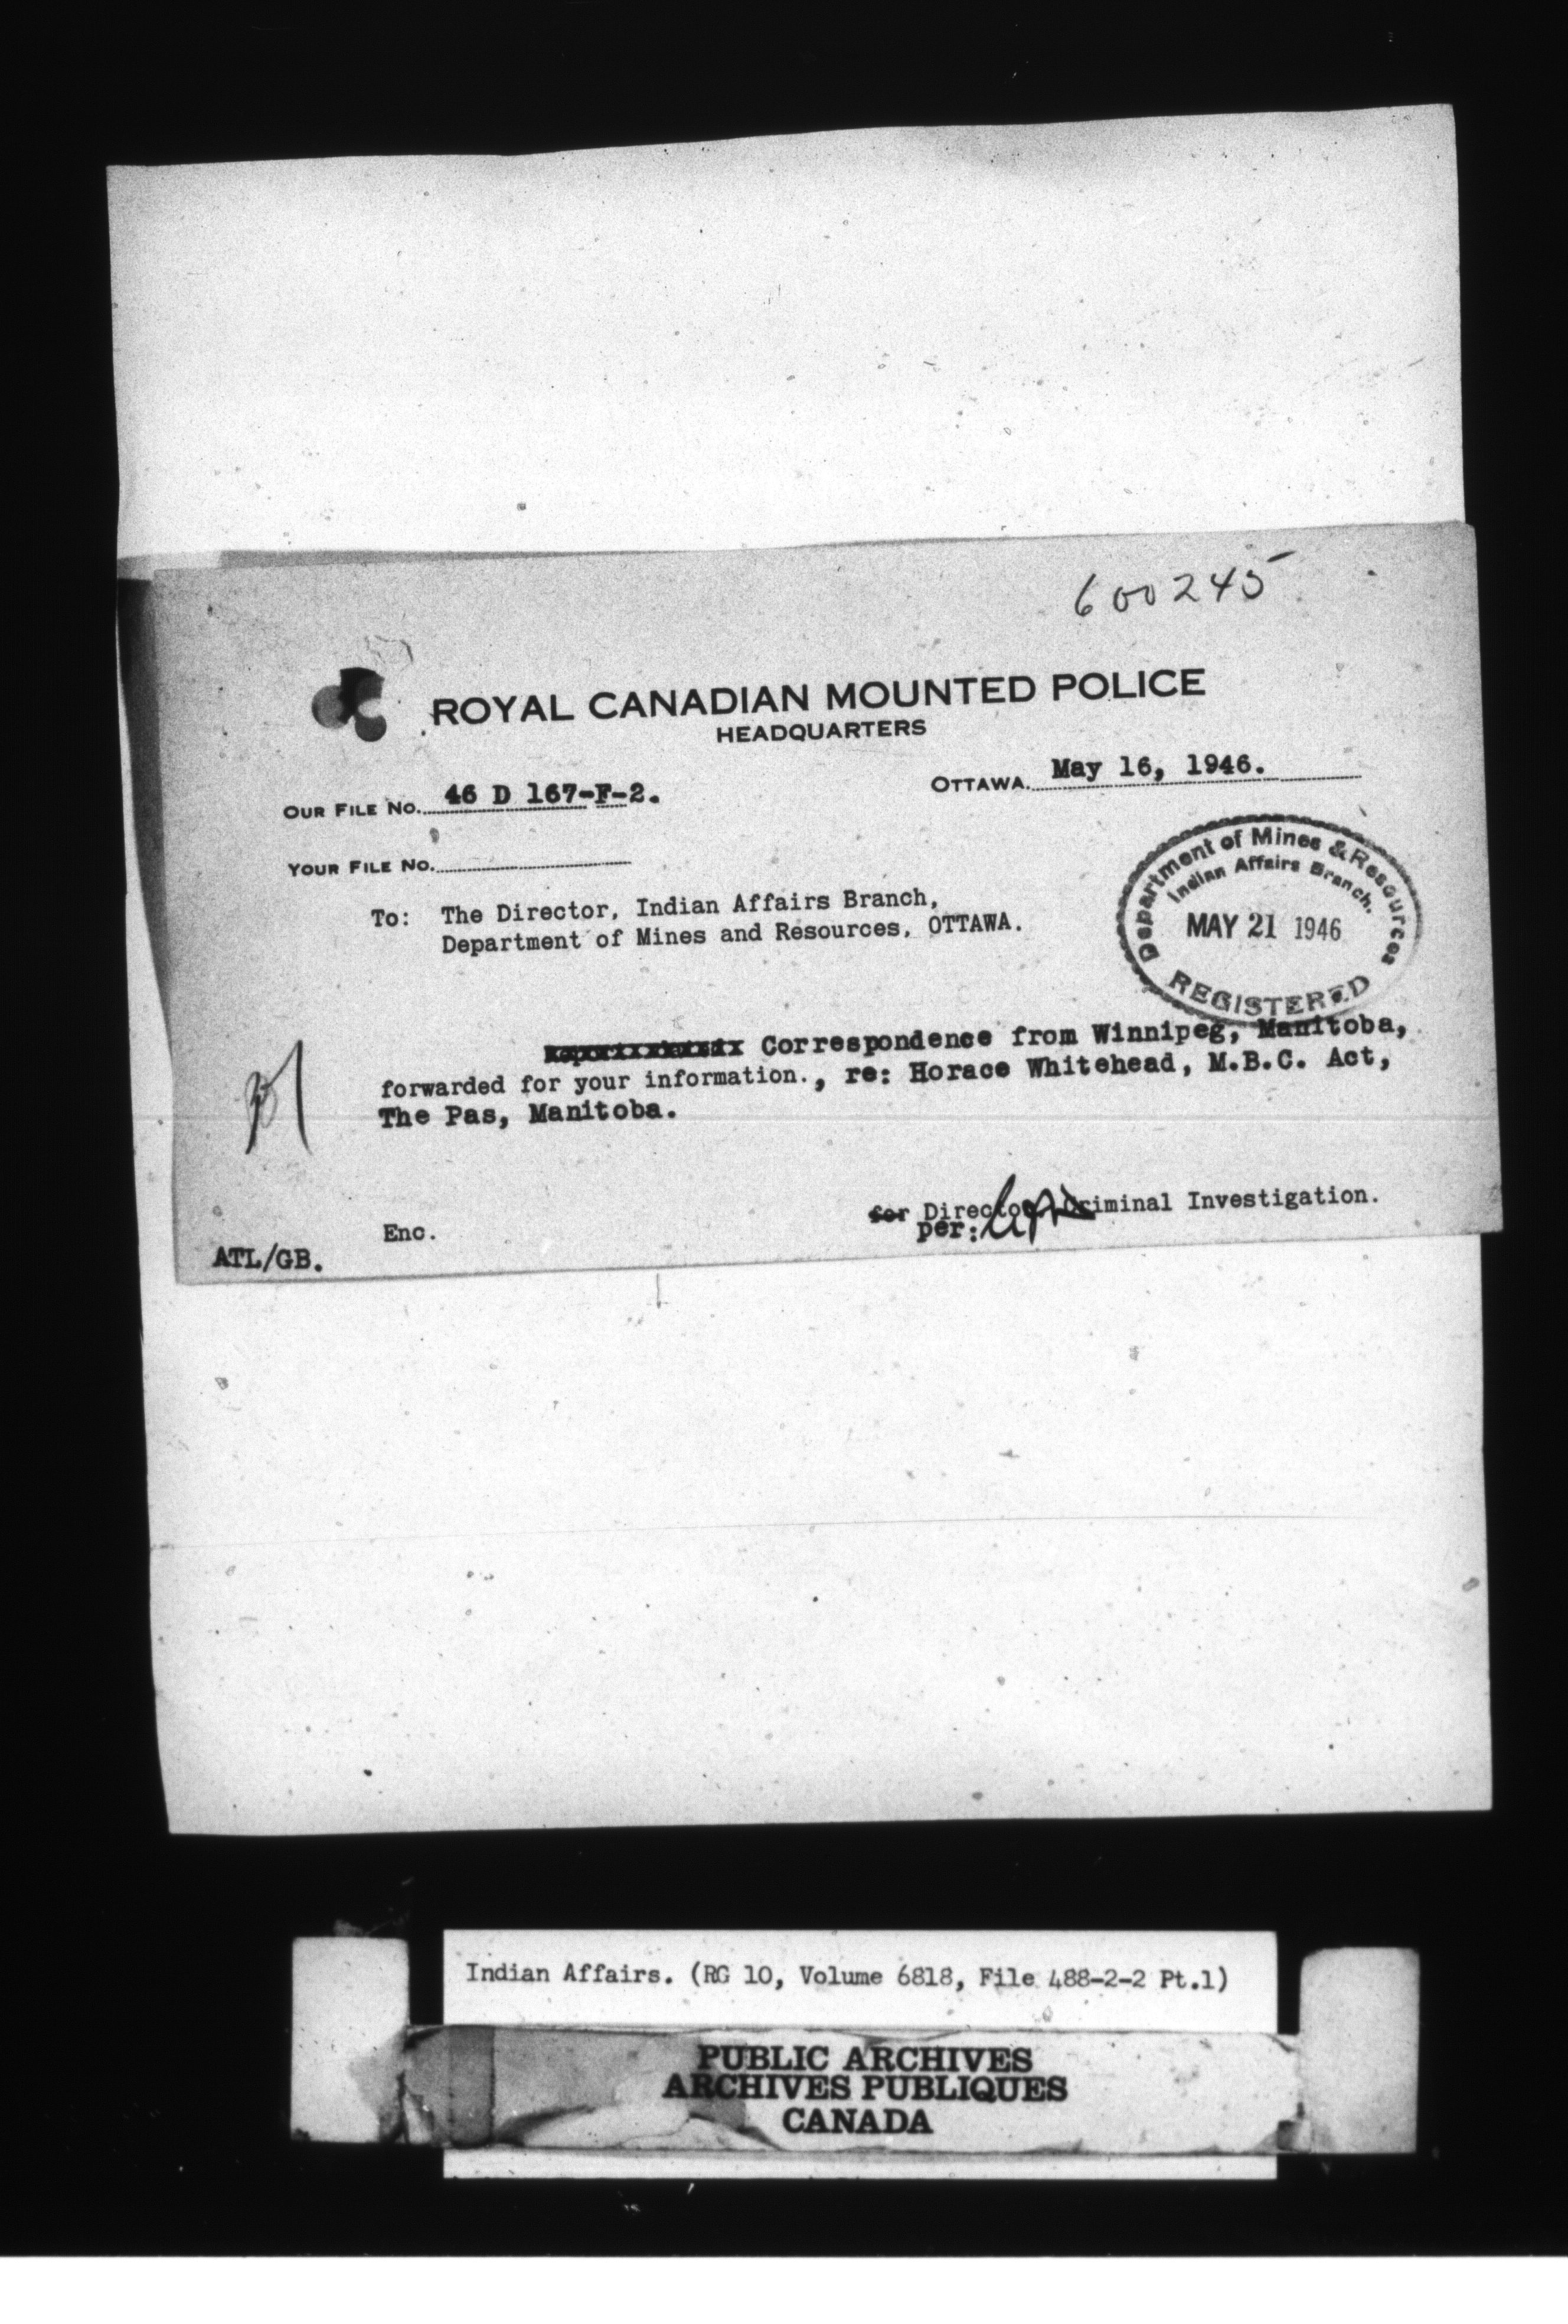 600245
ROYAL CANADIAN MOUNTED POLICE
HEADQUARTERS
OUR FILE NO. 46 D 167-F-2.
OTTAWA. May 16, 1946.
YOUR FILE NO.
To: The Director, Indian Affairs Branch,
Department of Mines and Resources, OTTAWA.
Department of Mines & Resources
Indian Affairs Branch.
MAY 21 1946
REGISTERED
Correspondence from Winnipeg, Manitoba,
forwarded for your information., re: Horace Whitehead, M.B.C. Act,
The Pas, Manitoba.
for Director, Criminal Investigation.
per:
Enc.
ATL/GB.
Indian Affairs. (RG 10, Volume 6818, File 488-2-2 Pt.1)
PUBLIC ARCHIVES
ARCHIVES PUBLIQUES
CANADA